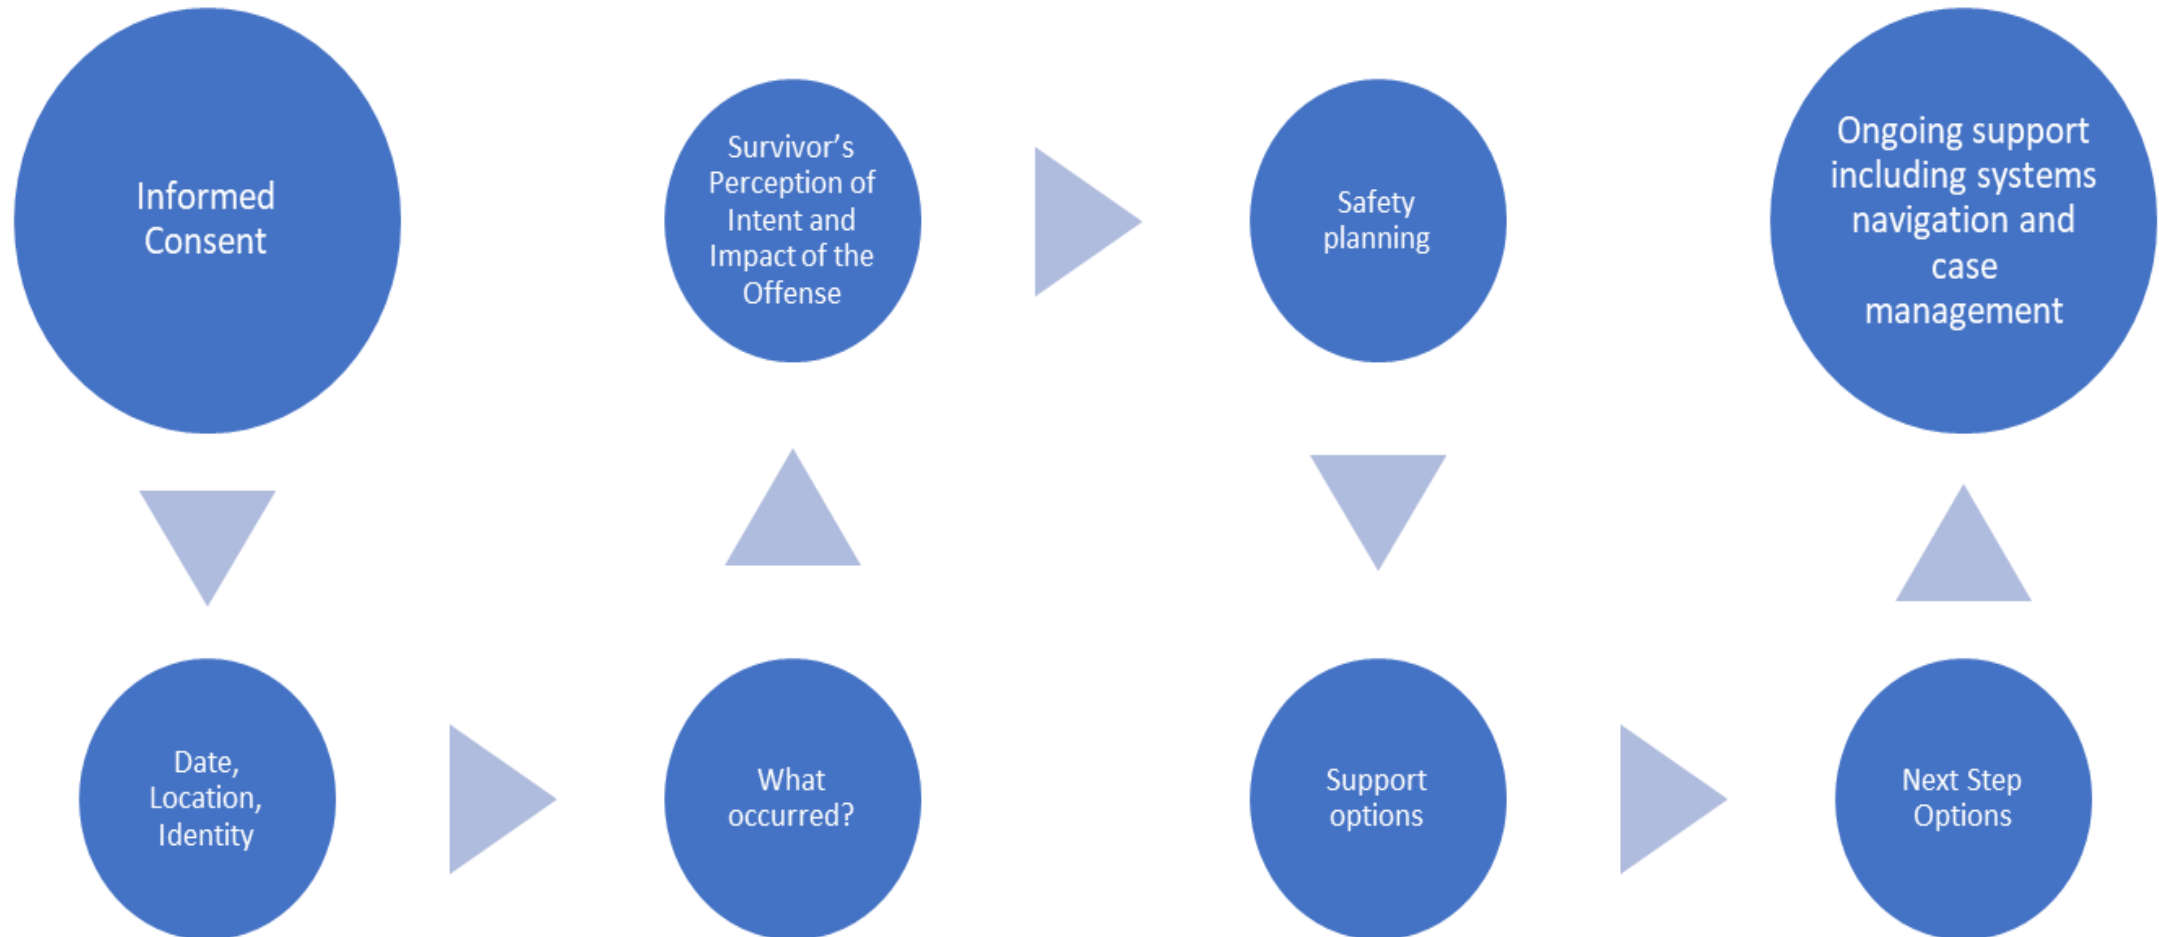 Informed
Consent
Date,
Location,
Identity
What
occurred?
Survivor’s
Perception of
Intent and
Impact of the
Offense
Safety
planning
Support
options
Next Step
Options
Ongoing support
including systems
navigation and
case
management